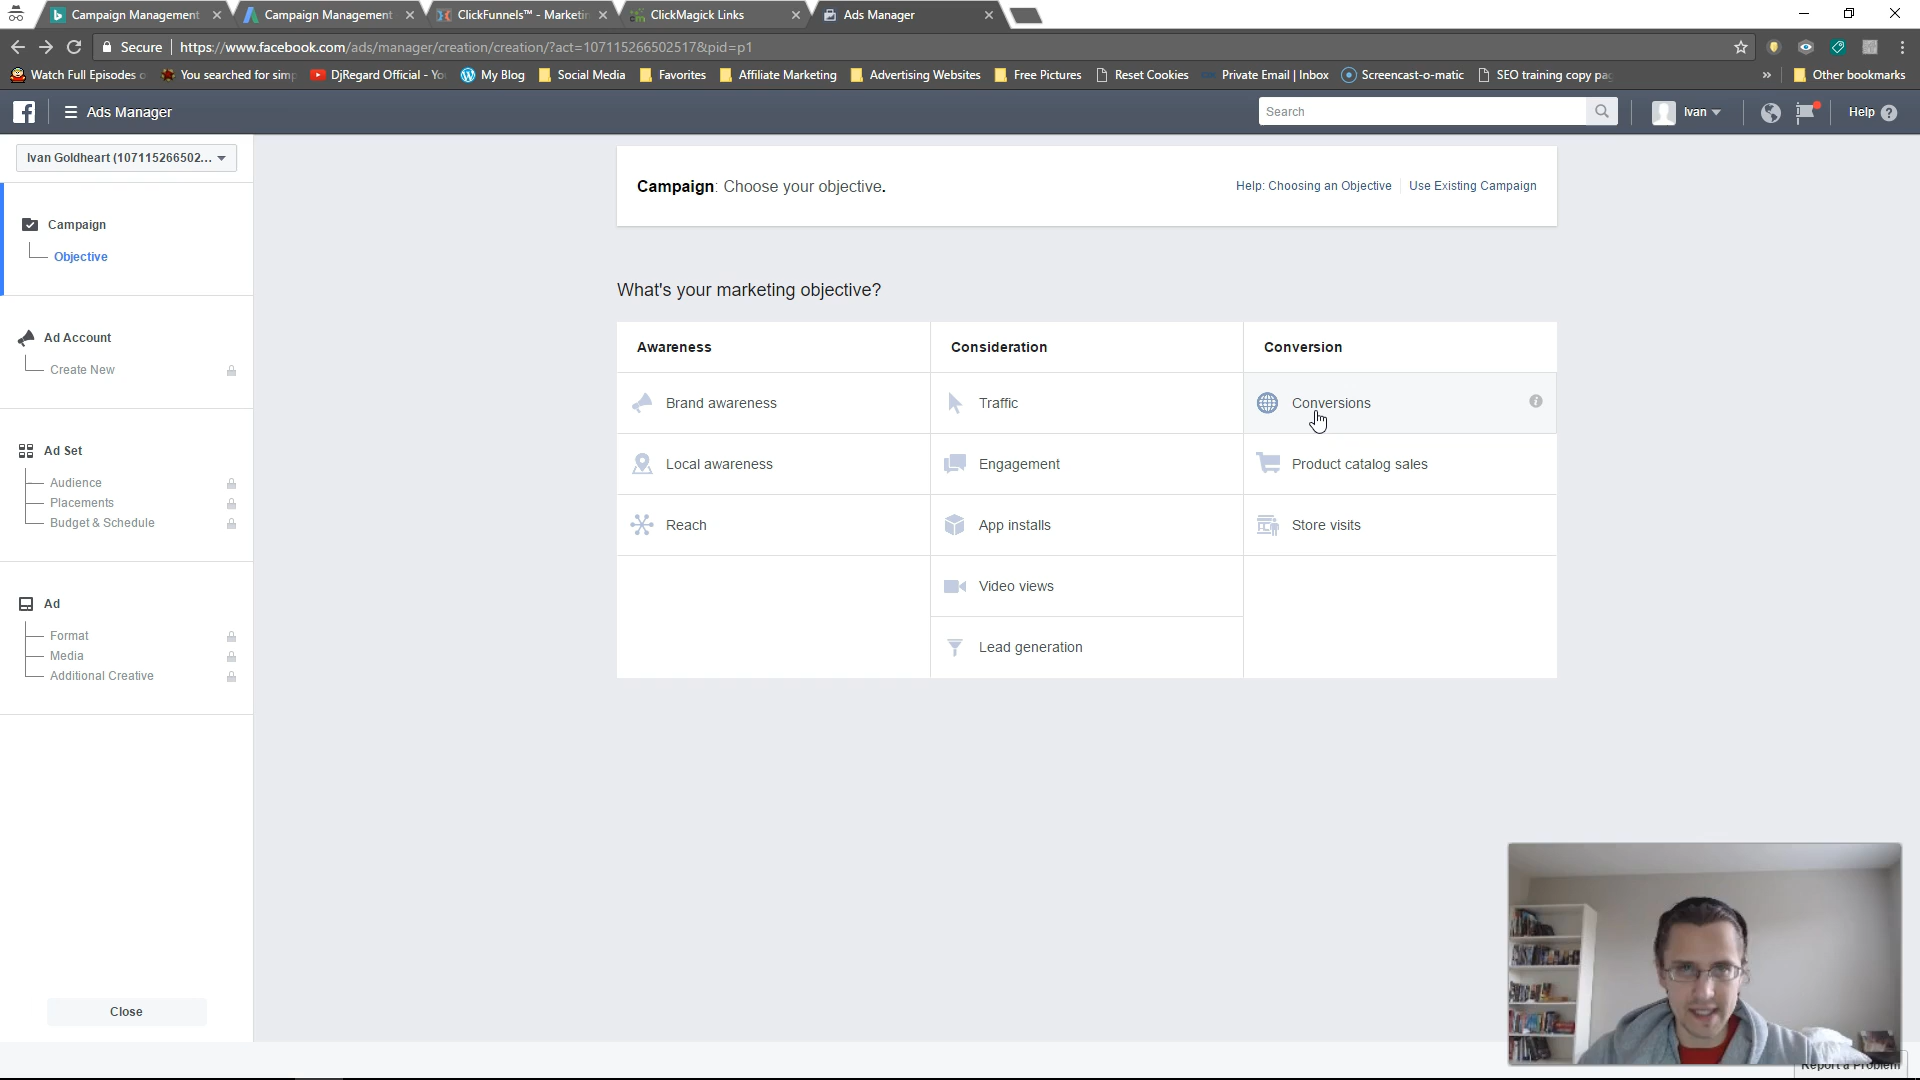 Campaign Management
Campaign Management
ClickFunnels™ - Marketin
ClickMagick Links
Ads Manager
Secure
https://www.facebook.com/ads/manager/creation/creation/?act=107115266502517&pid=p1
Watch Full Episodes o
You searched for simp
DjRegard Official - Yo
My Blog
Social Media
Favorites
Affiliate Marketing
Advertising Websites
Free Pictures
Reset Cookies
Private Email | Inbox
Screencast-o-matic
SEO training copy pag
»
Other bookmarks
Ads Manager
Search
Ivan
Help
Ivan Goldheart (107115266502...
Campaign
Objective
Ad Account
Create New
Ad Set
Audience
Placements
Budget & Schedule
Ad
Format
Media
Additional Creative
Close
Campaign: Choose your objective.
Help: Choosing an Objective
Use Existing Campaign
What's your marketing objective?
Awareness
Consideration
Conversion
Brand awareness
Traffic
Conversions
Local awareness
Engagement
Product catalog sales
Reach
App installs
Store visits
Video views
Lead generation
Report a Problem